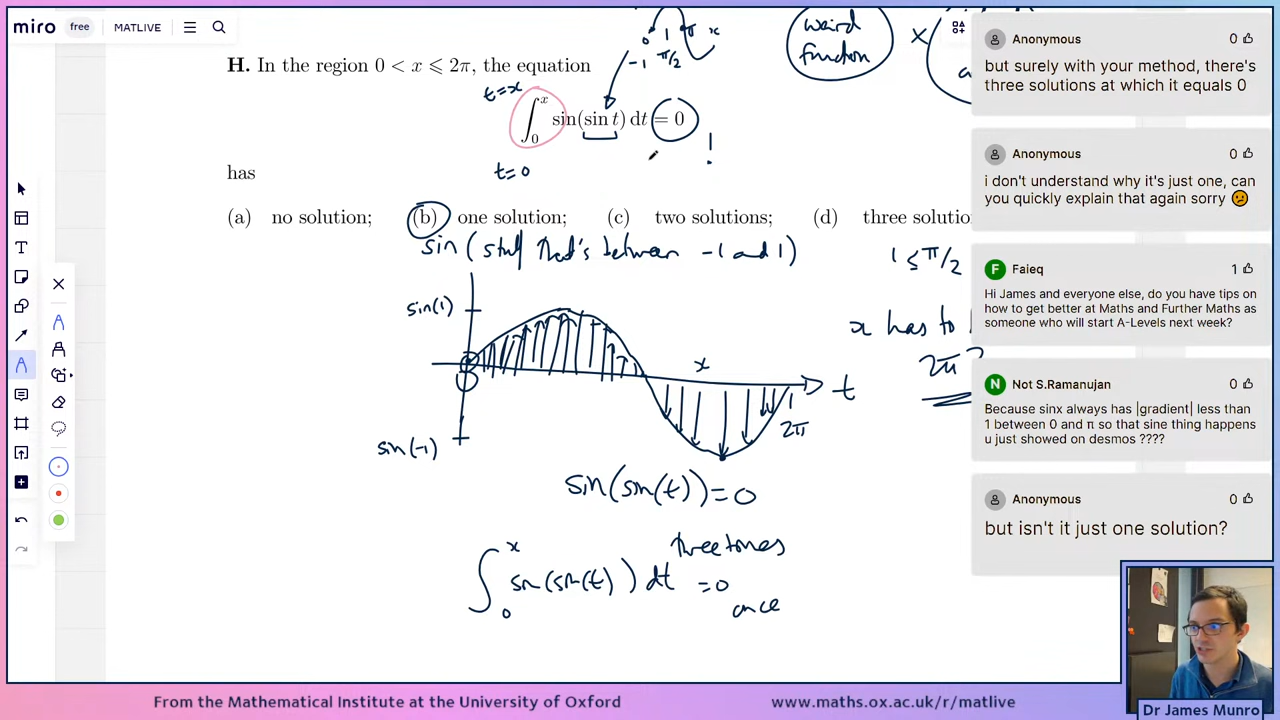 miro free MATLIVE
weird
function
x
0 1 π x
-1 π/2
H. In the region 0 < x ⩽ 2π, the equation
t=x
∫₀ˣ sin(sin t) dt = 0
!
t=0
has
(a) no solution; (b) one solution; (c) two solutions; (d) three solutio
sin( stuff that's between -1 and 1)
1 ≤ π/2
sin(1)
x has to
2π ?
x
t
2π
sin(-1)
sin(sin(t))=0
three times
∫₀ˣ sin(sin(t)) dt =0
once
Anonymous 0
but surely with your method, there's
three solutions at which it equals 0
Anonymous 0
i don't understand why it's just one, can
you quickly explain that again sorry 😕
F Faieq 1
Hi James and everyone else, do you have tips on
how to get better at Maths and Further Maths as
someone who will start A-Levels next week?
N Not S.Ramanujan 0
Because sinx always has |gradient| less than
1 between 0 and π so that sine thing happens
u just showed on desmos ????
Anonymous 0
but isn't it just one solution?
From the Mathematical Institute at the University of Oxford
www.maths.ox.ac.uk/r/matlive
Dr James Munro